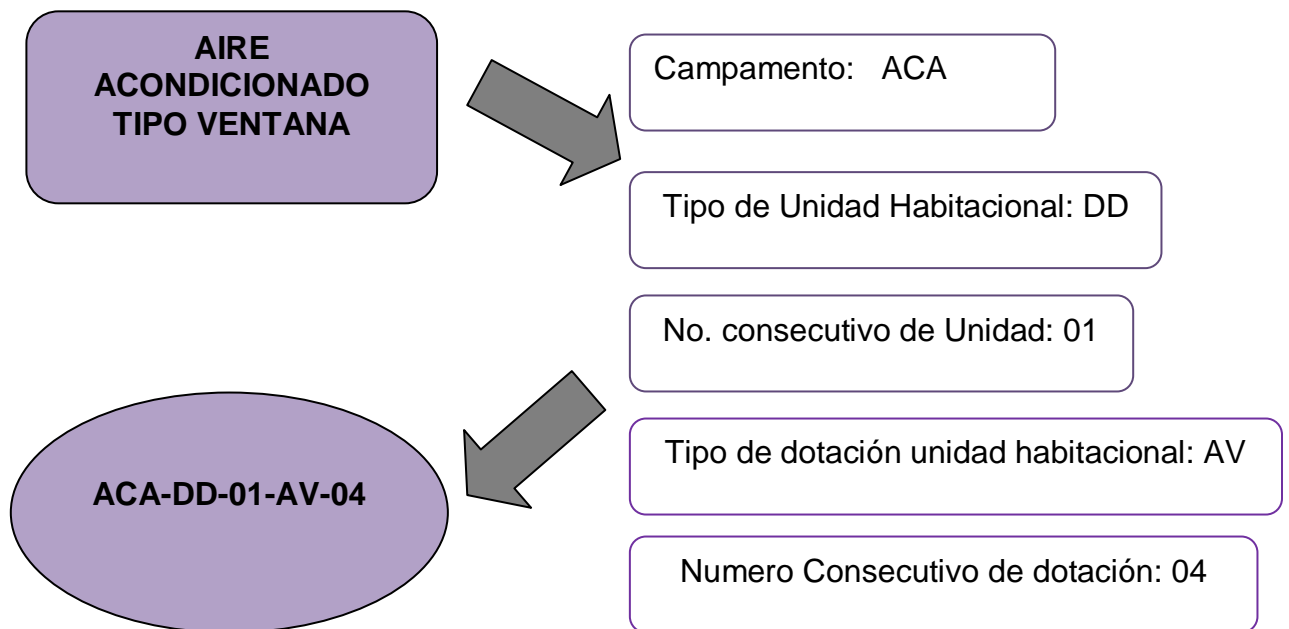 AIRE
ACONDICIONADO
TIPO VENTANA
Campamento: ACA
Tipo de Unidad Habitacional: DD
No. consecutivo de Unidad: 01
Tipo de dotación unidad habitacional: AV
Numero Consecutivo de dotación: 04
ACA-DD-01-AV-04